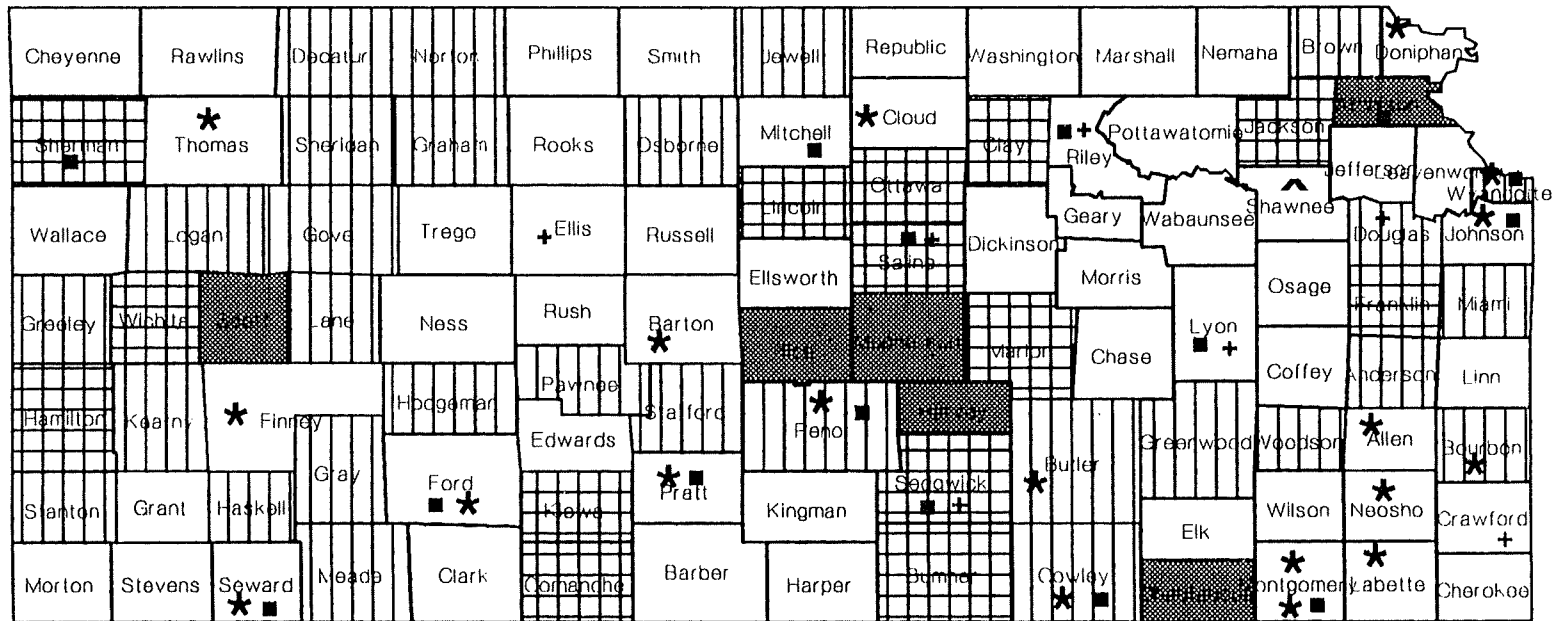 Cheyenne Rawlins Decatur Norton Phillips Smith Jewell Republic Washington Marshall Nemaha Brown Doniphan
Sherman Thomas Sheridan Graham Rooks Osborne Mitchell Cloud Clay Riley Pottawatomie Jackson
Jefferson Leavenworth Wyandotte
Wallace Logan Gove Trego Ellis Russell Lincoln Ottawa Saline Dickinson Geary Wabaunsee Shawnee Douglas Johnson
Greeley Wichita Scott Lane Ness Rush Barton Ellsworth Morris Osage Franklin Miami
Marion Chase Lyon Coffey Anderson Linn
Hamilton Kearny Finney Hodgeman Pawnee Stafford Reno Harvey
Edwards Butler Greenwood Woodson Allen Bourbon
Stanton Grant Haskell Gray Ford Kiowa Pratt Kingman Sedgwick Elk Wilson Neosho Crawford
Morton Stevens Seward Meade Clark Comanche Barber Harper Sumner Cowley Montgomery Labette Cherokee